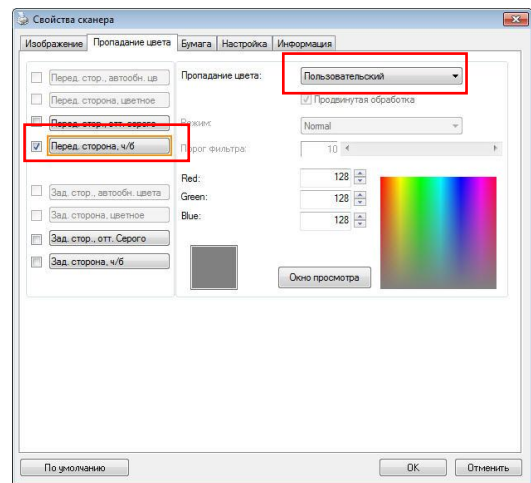 Свойства сканера
Изображение Пропадание цвета Бумага Настройка Информация
Перед. стор., автообн. цв
Перед. сторона, цветное
Перед. стор., отт. серого
Перед. сторона, ч/б
Зад. стор., автообн. цвета
Зад. сторона, цветное
Зад. стор., отт. Серого
Зад. сторона, ч/б
Пропадание цвета: Пользовательский
Продвинутая обработка
Режим: Normal
Порог фильтра: 10
Red: 128
Green: 128
Blue: 128
Окно просмотра
По умолчанию OK Отменить